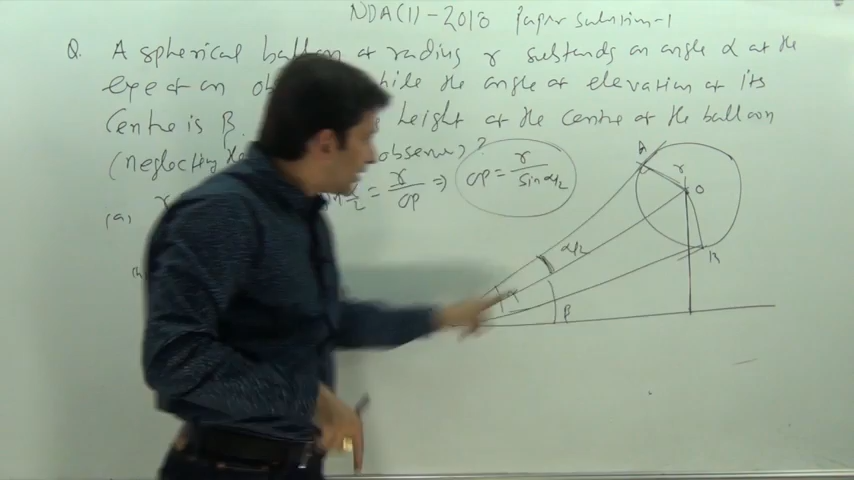 NDA(1)-2018 Paper Solution-1
Q. A spherical balloon of radius r subtends an angle α at the
eye of an ob while the angle of elevation of its
Centre is β. height of the centre of the balloon
(neglecting observer)?
= r/OP ⇒ OP = r/sin α/2
(a) r
A
r
O
α/2
B
α
β